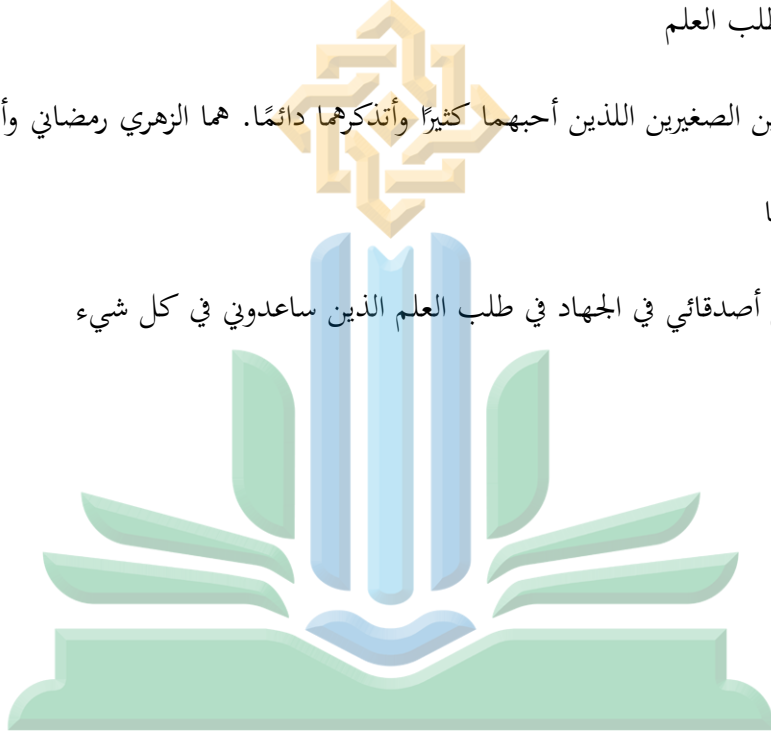 طلب العلم
ن الصغيرين اللذين أحبهما كثيرًا وأتذكرهما دائمًا. هما الزهري رمضاني وأ
ا
أصدقائي في الجهاد في طلب العلم الذين ساعدوني في كل شيء